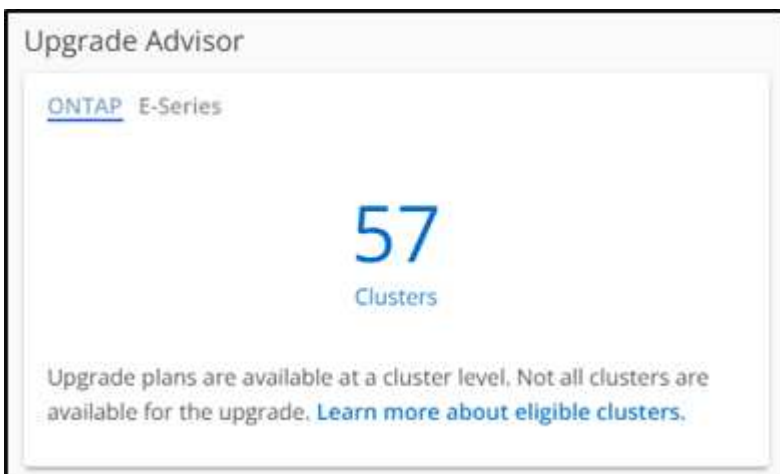 Upgrade Advisor
ONTAP E-Series
57
Clusters
Upgrade plans are available at a cluster level. Not all clusters are
available for the upgrade. Learn more about eligible clusters.